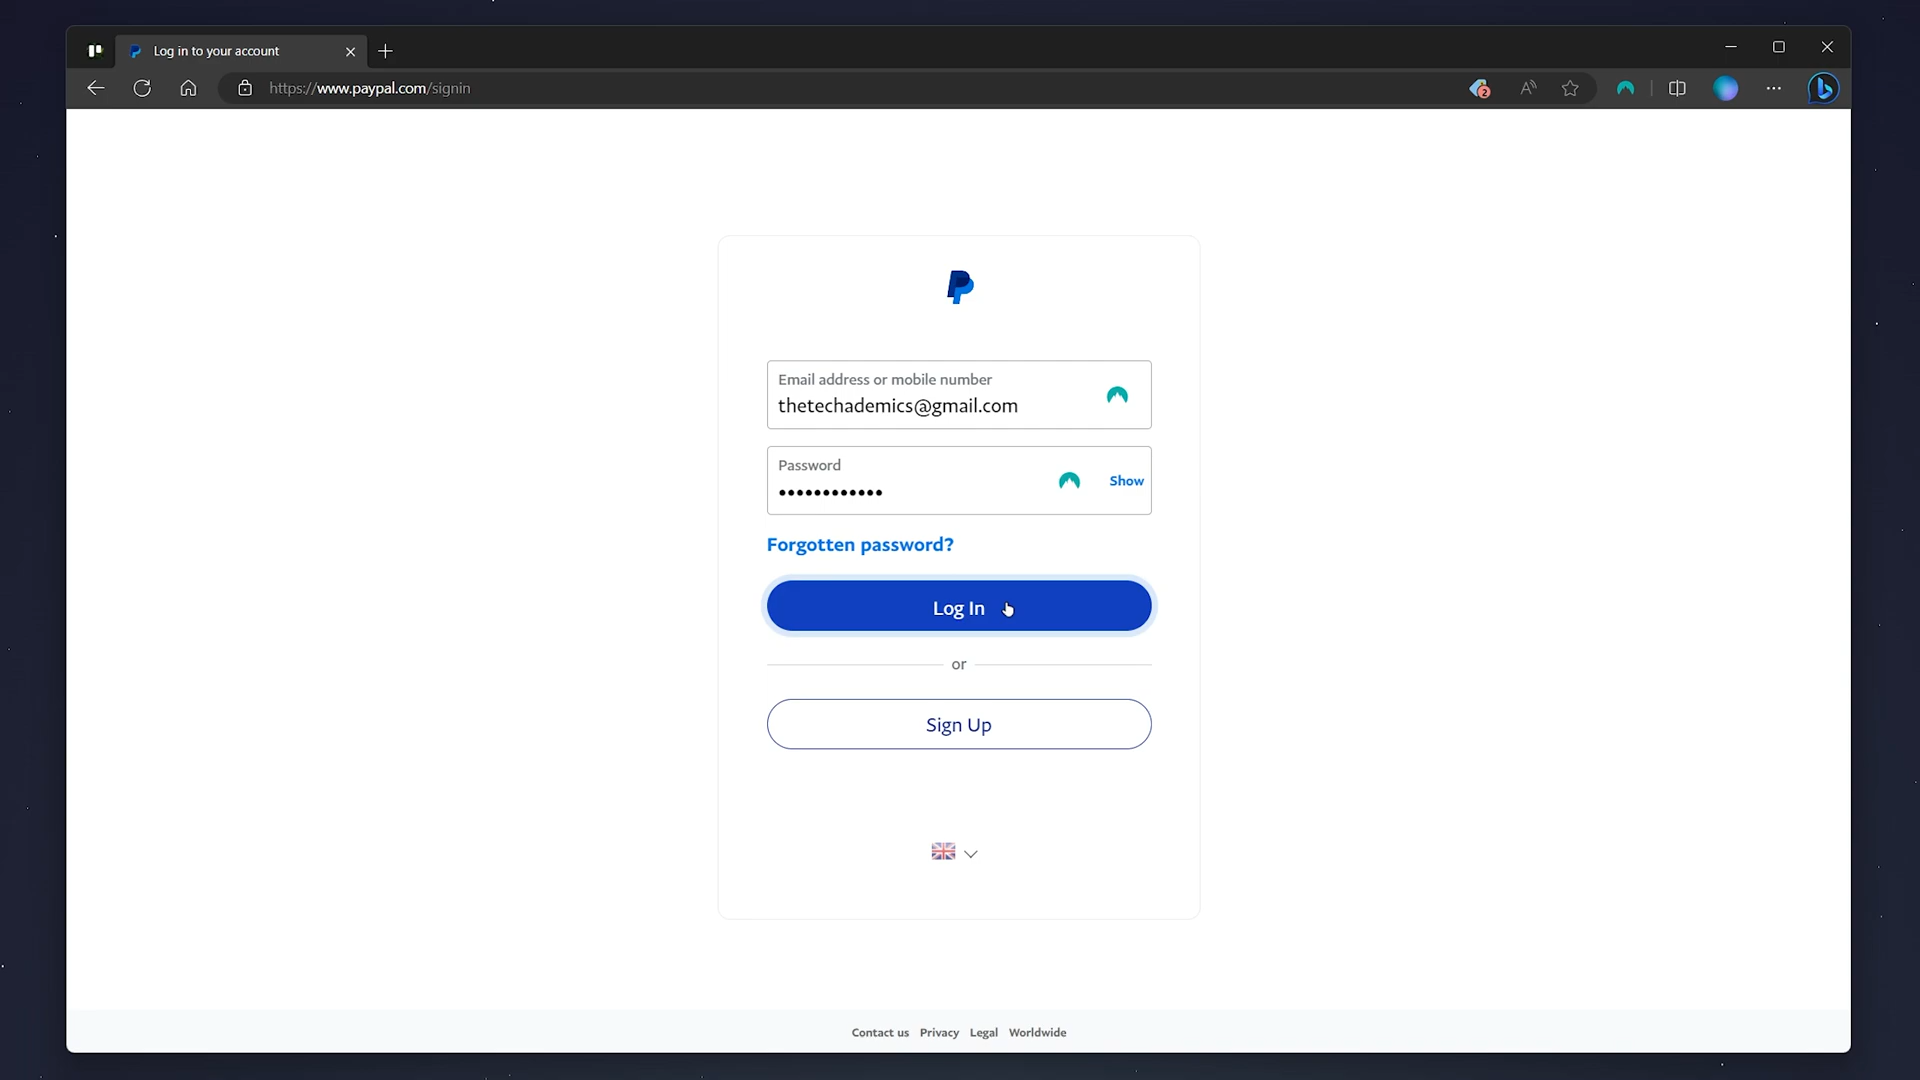 Log in to your account
https://www.paypal.com/signin
2
Email address or mobile number
thetechademics@gmail.com
Password
••••••••••••
Show
Forgotten password?
Log In
or
Sign Up
Contact us Privacy Legal Worldwide